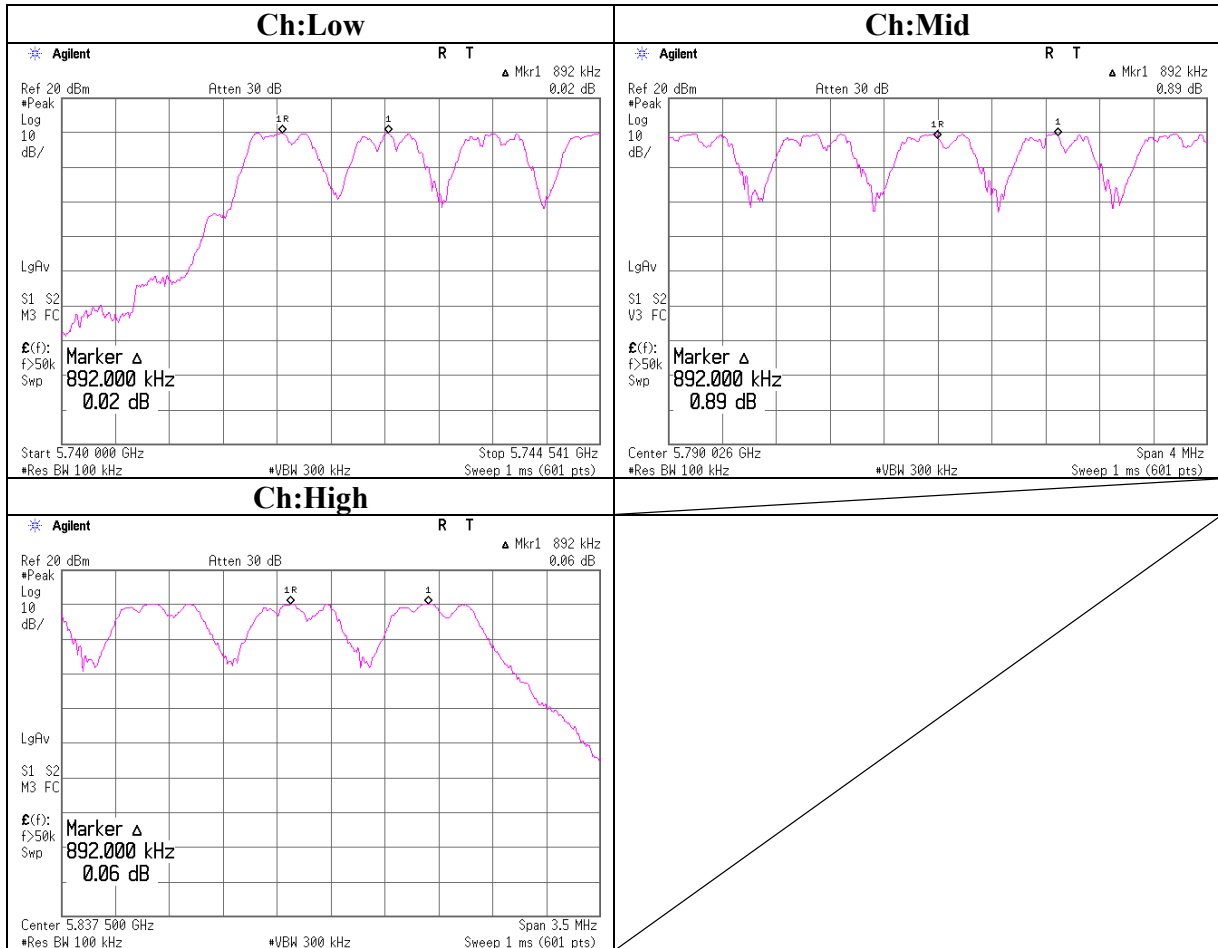 Ch:Low
Agilent R T
Δ Mkr1 892 kHz
Ref 20 dBm Atten 30 dB 0.02 dB
#Peak
Log
10
dB/
1R 1
LgAv
S1 S2
M3 FC
£(f):
f>50k
Swp
Marker Δ
892.000 kHz
0.02 dB
Start 5.740 000 GHz Stop 5.744 541 GHz
#Res BW 100 kHz #VBW 300 kHz Sweep 1 ms (601 pts)
Ch:Mid
Agilent R T
Δ Mkr1 892 kHz
Ref 20 dBm Atten 30 dB 0.89 dB
#Peak
Log
10
dB/
1R 1
LgAv
S1 S2
V3 FC
£(f):
f>50k
Swp
Marker Δ
892.000 kHz
0.89 dB
Center 5.790 026 GHz Span 4 MHz
#Res BW 100 kHz #VBW 300 kHz Sweep 1 ms (601 pts)
Ch:High
Agilent R T
Δ Mkr1 892 kHz
Ref 20 dBm Atten 30 dB 0.06 dB
#Peak
Log
10
dB/
1R 1
LgAv
S1 S2
M3 FC
£(f):
f>50k
Swp
Marker Δ
892.000 kHz
0.06 dB
Center 5.837 500 GHz Span 3.5 MHz
#Res BW 100 kHz #VBW 300 kHz Sweep 1 ms (601 pts)